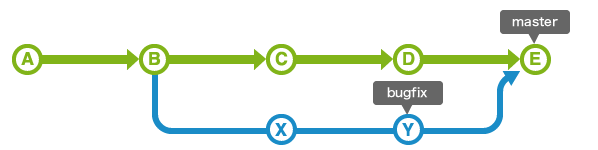 master
A B C D E
bugfix
X Y